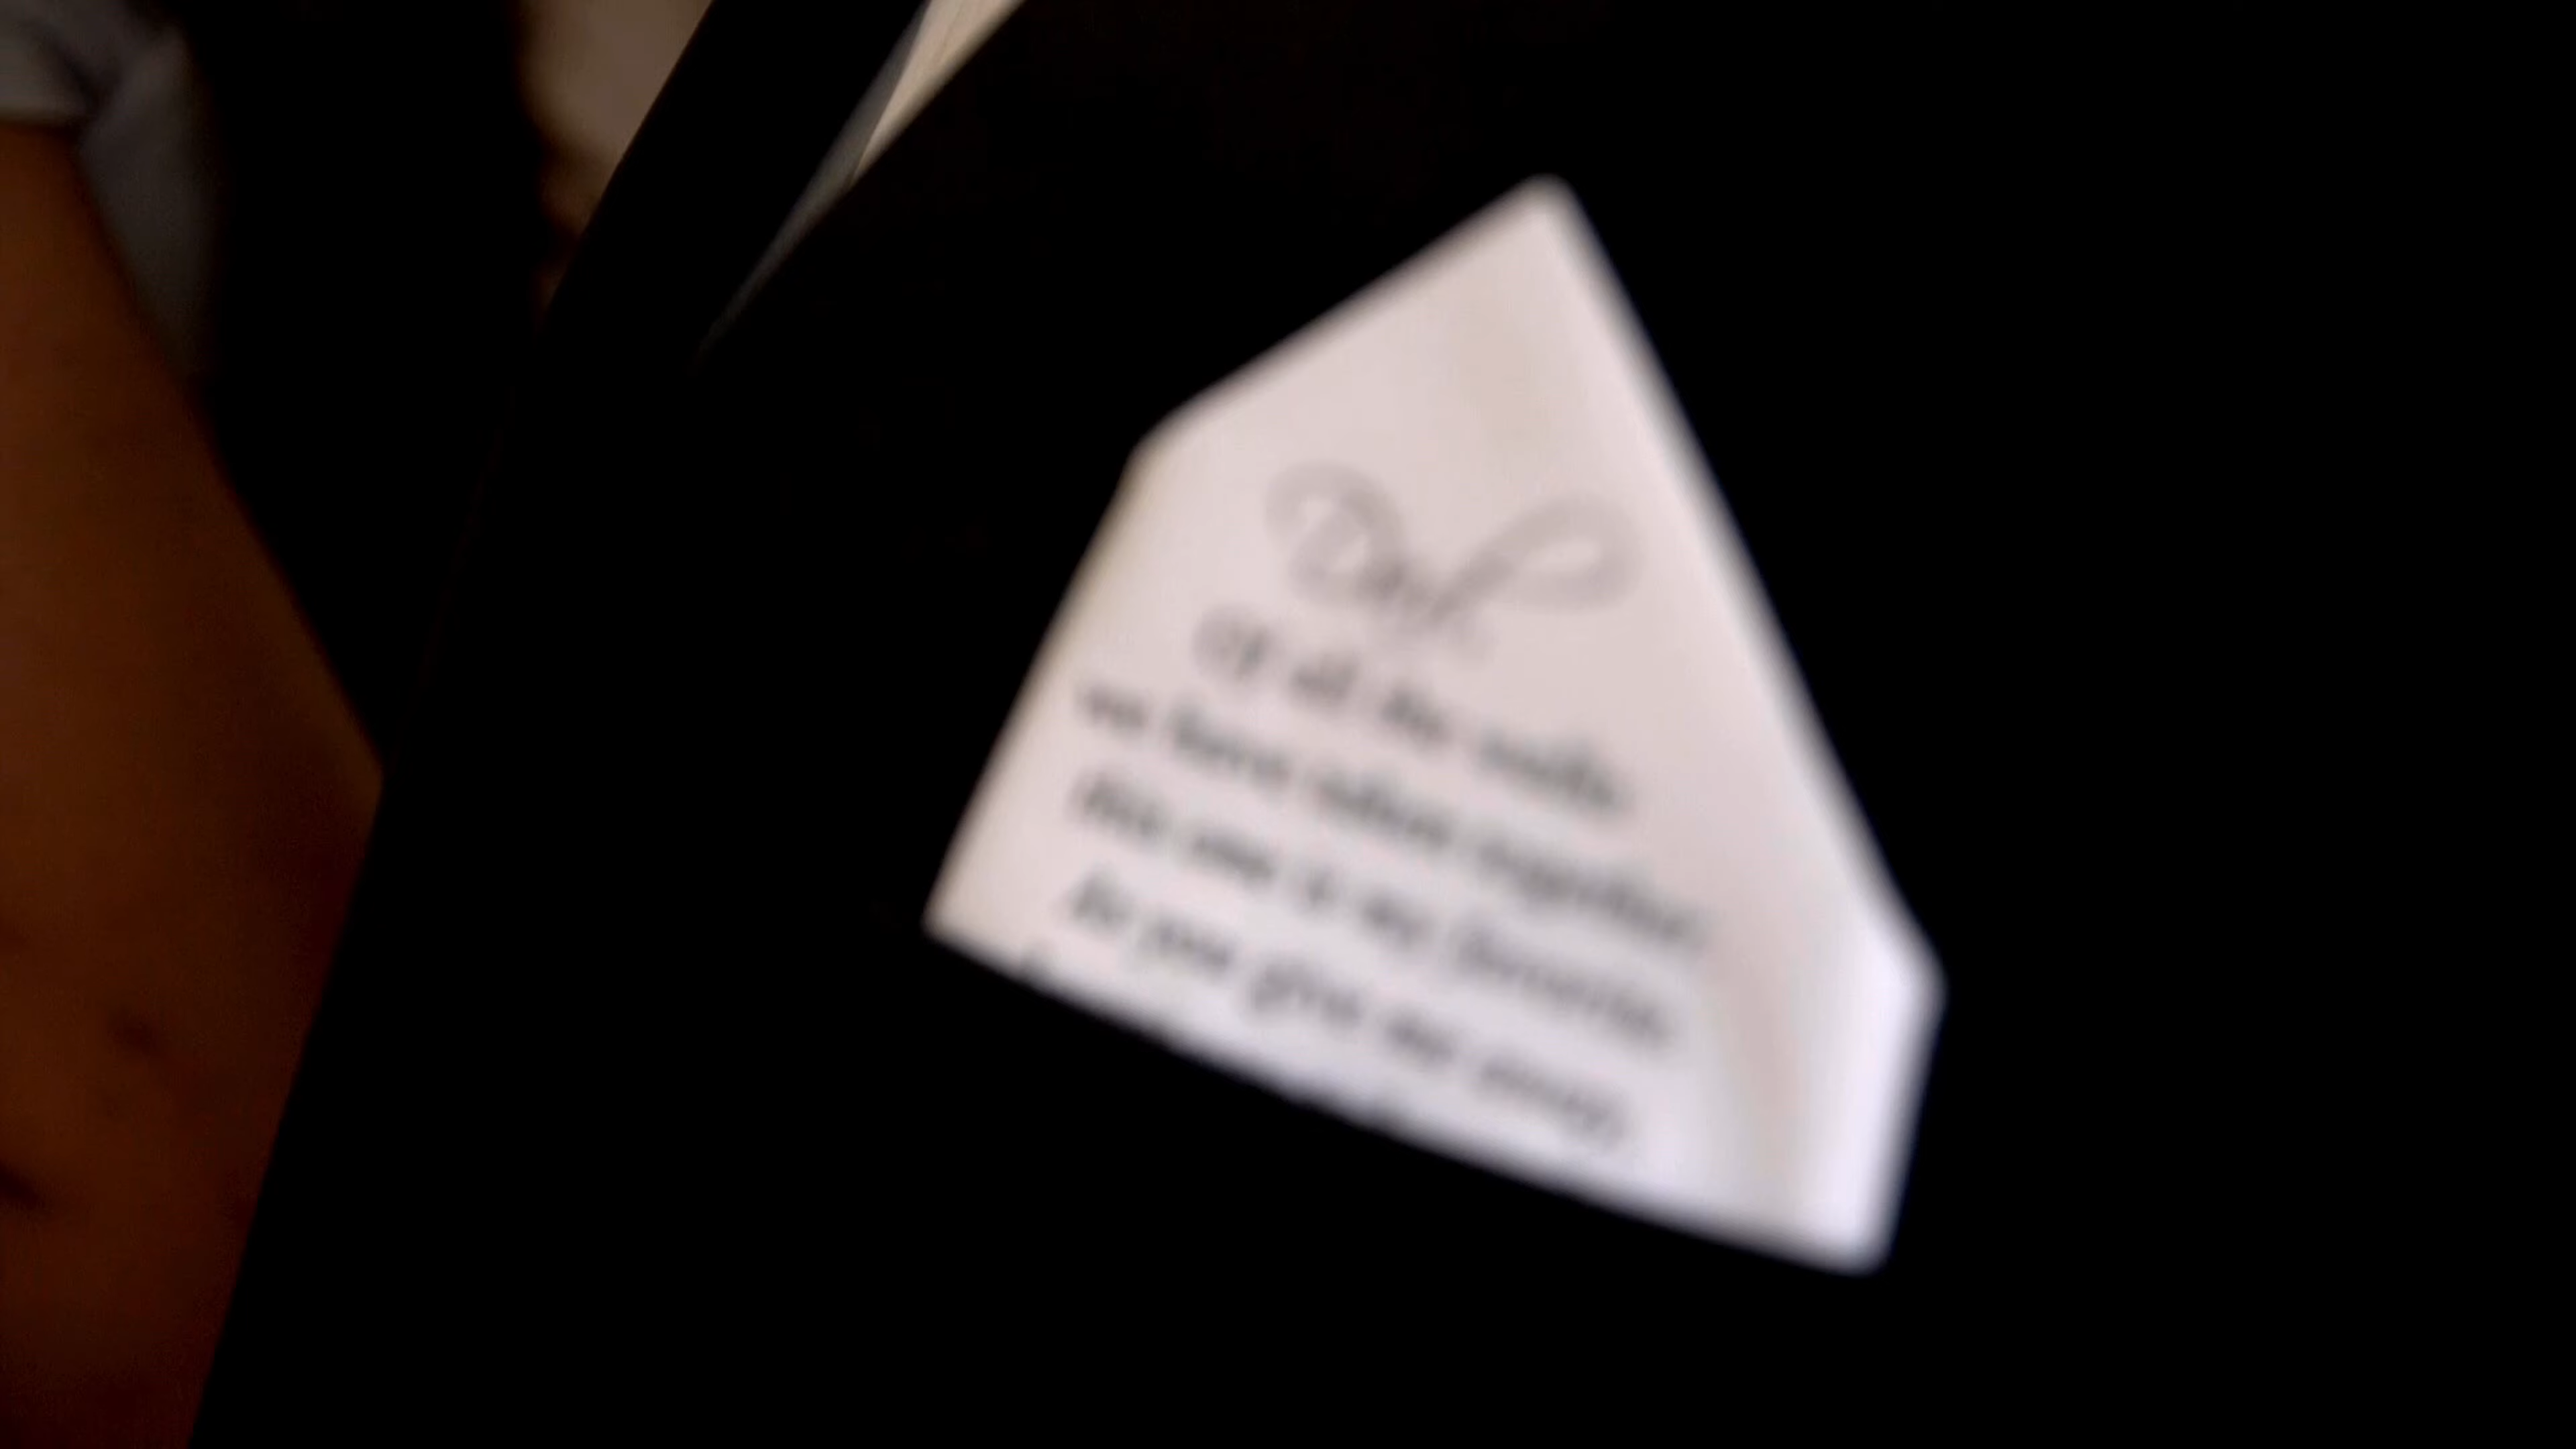 Dad,
Of all the walks
we have taken together,
this one is my favorite.
As you give me away,